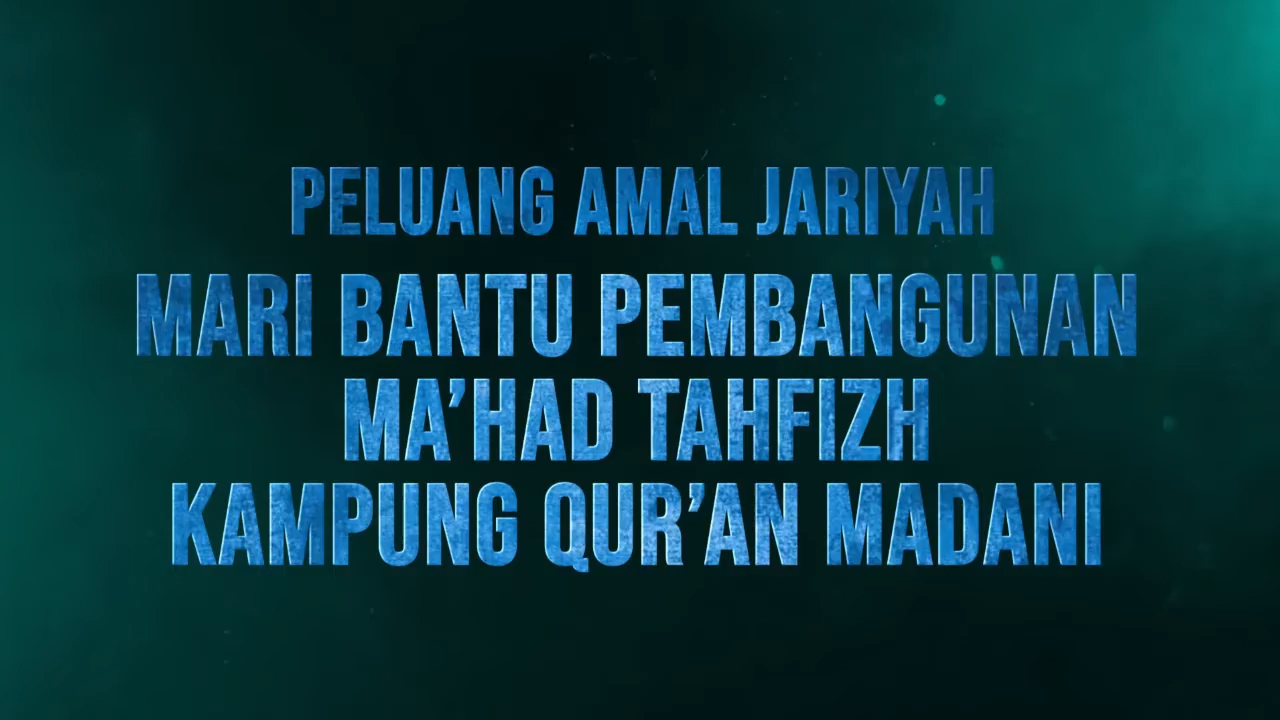 PELUANG AMAL JARIYAH
MARI BANTU PEMBANGUNAN
MA’HAD TAHFIZH
KAMPUNG QUR’AN MADANI